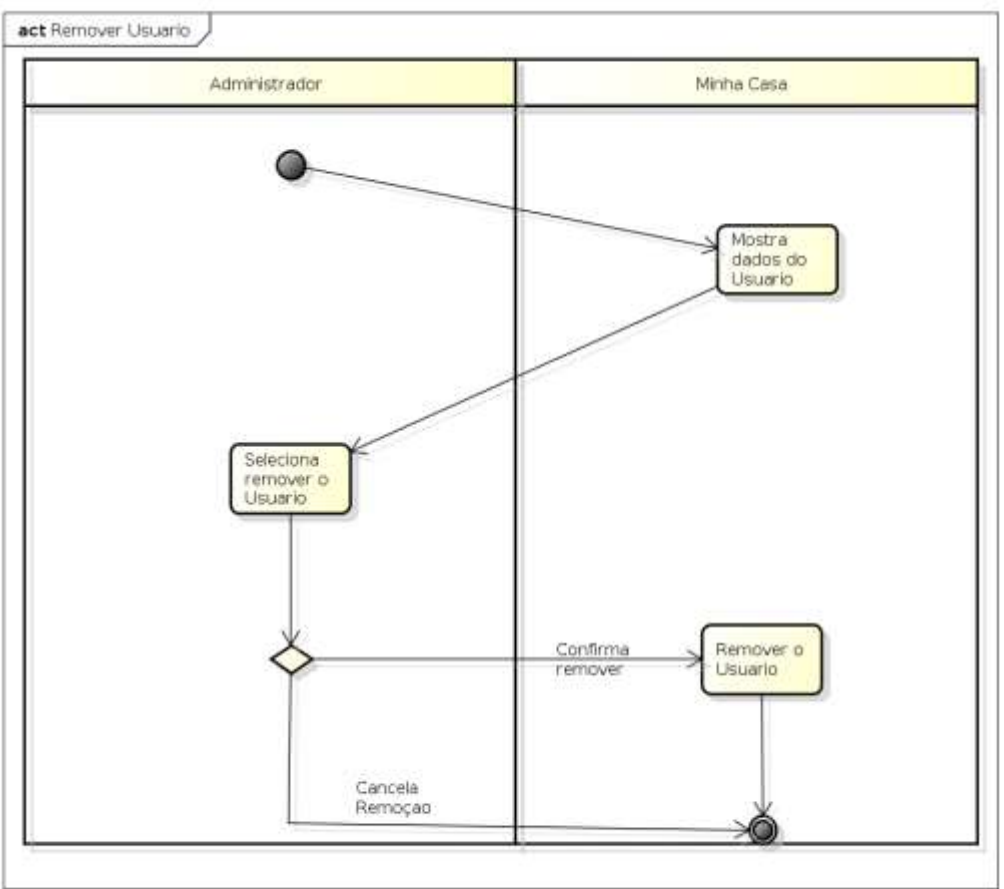 act Remover Usuario
Administrador
Minha Casa
Mostra
dados do
Usuario
Seleciona
remover o
Usuario
Confirma
remover
Remover o
Usuario
Cancela
Remoçao